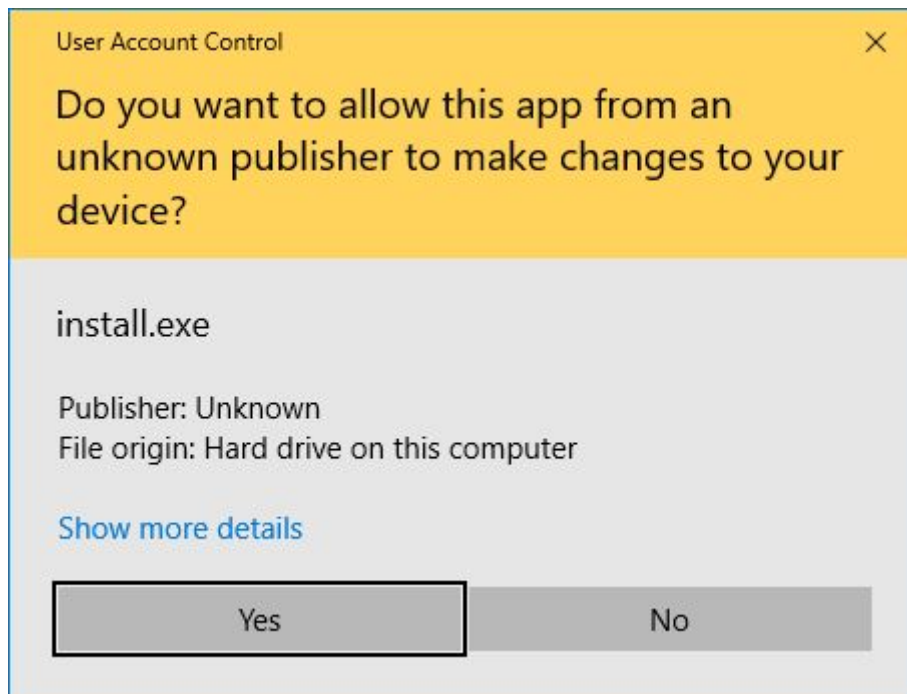 User Account Control
Do you want to allow this app from an
unknown publisher to make changes to your
device?
install.exe
Publisher: Unknown
File origin: Hard drive on this computer
Show more details
Yes
No